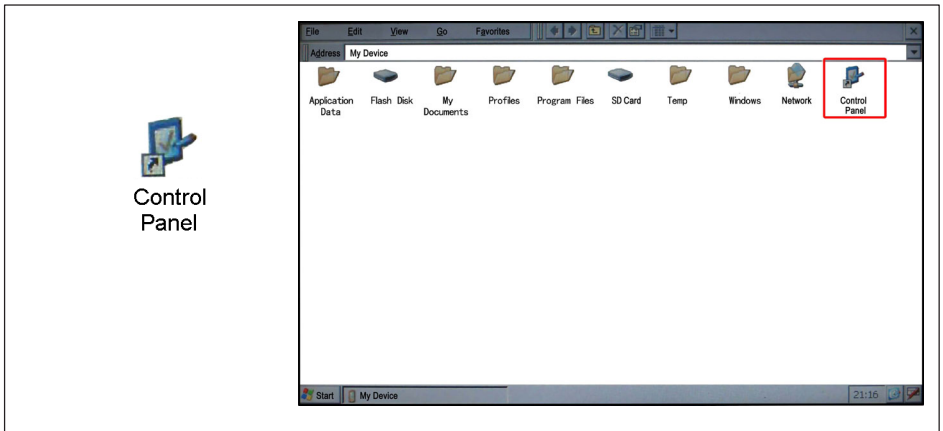 Control
Panel
File Edit View Go Favorites
Address My Device
Application
Data
Flash Disk
My
Documents
Profiles
Program Files
SD Card
Temp
Windows
Network
Control
Panel
Start My Device 21:16